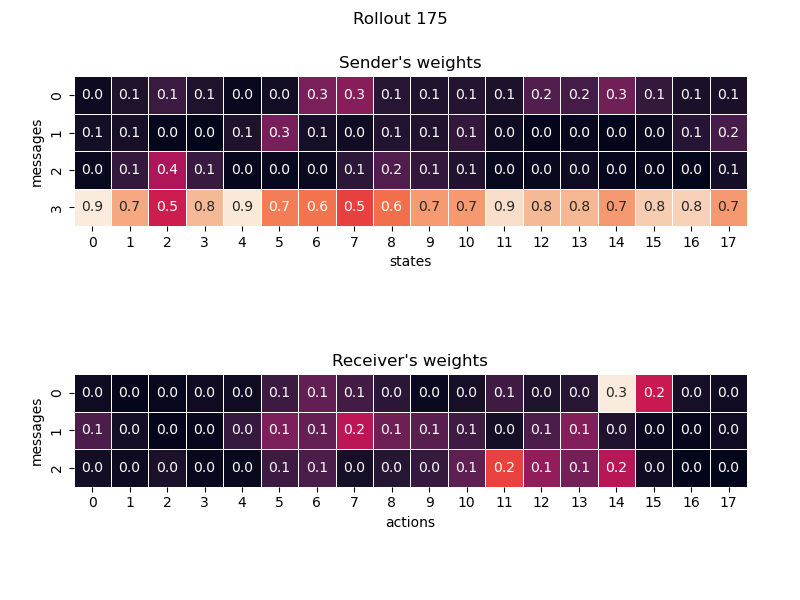 Rollout 175
Sender's weights
messages
0 0.0 0.1 0.1 0.1 0.0 0.0 0.3 0.3 0.1 0.1 0.1 0.1 0.2 0.2 0.3 0.1 0.1 0.1
1 0.1 0.1 0.0 0.0 0.1 0.3 0.1 0.0 0.1 0.1 0.1 0.0 0.0 0.0 0.0 0.0 0.1 0.2
2 0.0 0.1 0.4 0.1 0.0 0.0 0.0 0.1 0.2 0.1 0.1 0.0 0.0 0.0 0.0 0.0 0.0 0.1
3 0.9 0.7 0.5 0.8 0.9 0.7 0.6 0.5 0.6 0.7 0.7 0.9 0.8 0.8 0.7 0.8 0.8 0.7
0 1 2 3 4 5 6 7 8 9 10 11 12 13 14 15 16 17
states
Receiver's weights
messages
0 0.0 0.0 0.0 0.0 0.0 0.1 0.1 0.1 0.0 0.0 0.0 0.1 0.0 0.0 0.3 0.2 0.0 0.0
1 0.1 0.0 0.0 0.0 0.0 0.1 0.1 0.2 0.1 0.1 0.1 0.0 0.1 0.1 0.0 0.0 0.0 0.0
2 0.0 0.0 0.0 0.0 0.0 0.1 0.1 0.0 0.0 0.0 0.1 0.2 0.1 0.1 0.2 0.0 0.0 0.0
0 1 2 3 4 5 6 7 8 9 10 11 12 13 14 15 16 17
actions